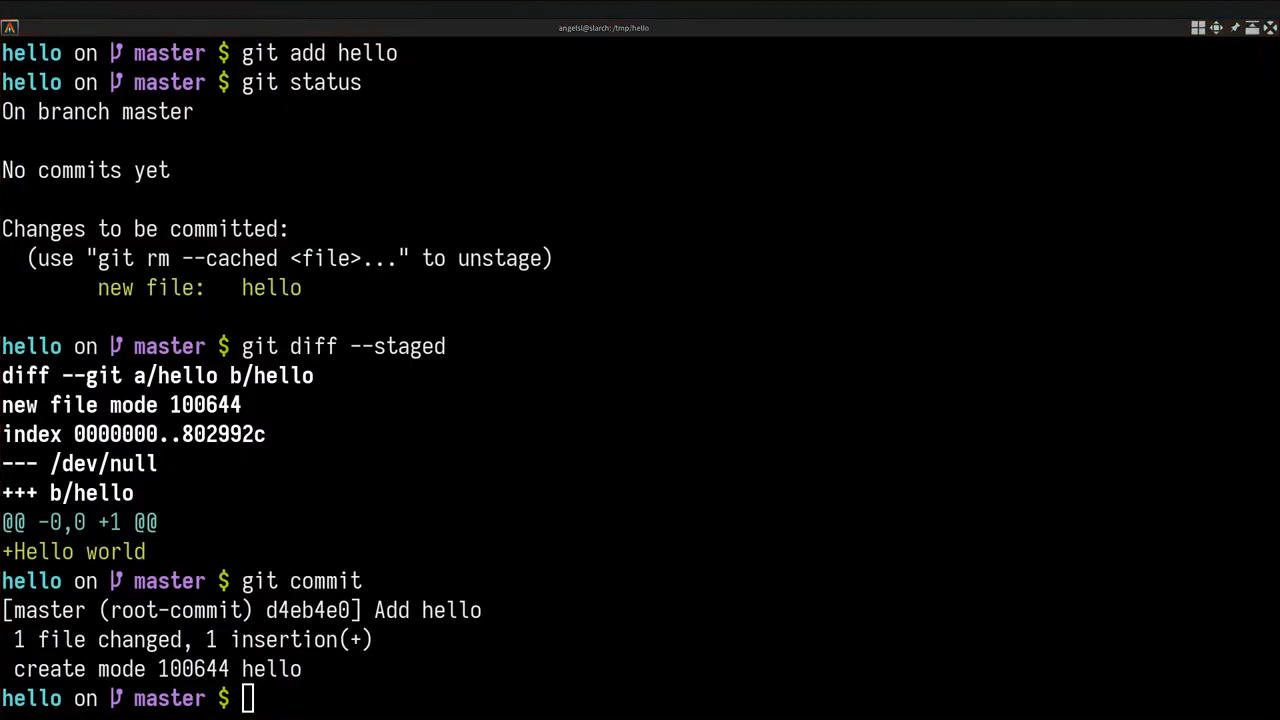 angelsl@slarch: /tmp/hello
hello on master $ git add hello
hello on master $ git status
On branch master
No commits yet
Changes to be committed:
  (use "git rm --cached <file>..." to unstage)
        new file:   hello
hello on master $ git diff --staged
diff --git a/hello b/hello
new file mode 100644
index 0000000..802992c
--- /dev/null
+++ b/hello
@@ -0,0 +1 @@
+Hello world
hello on master $ git commit
[master (root-commit) d4eb4e0] Add hello
 1 file changed, 1 insertion(+)
 create mode 100644 hello
hello on master $